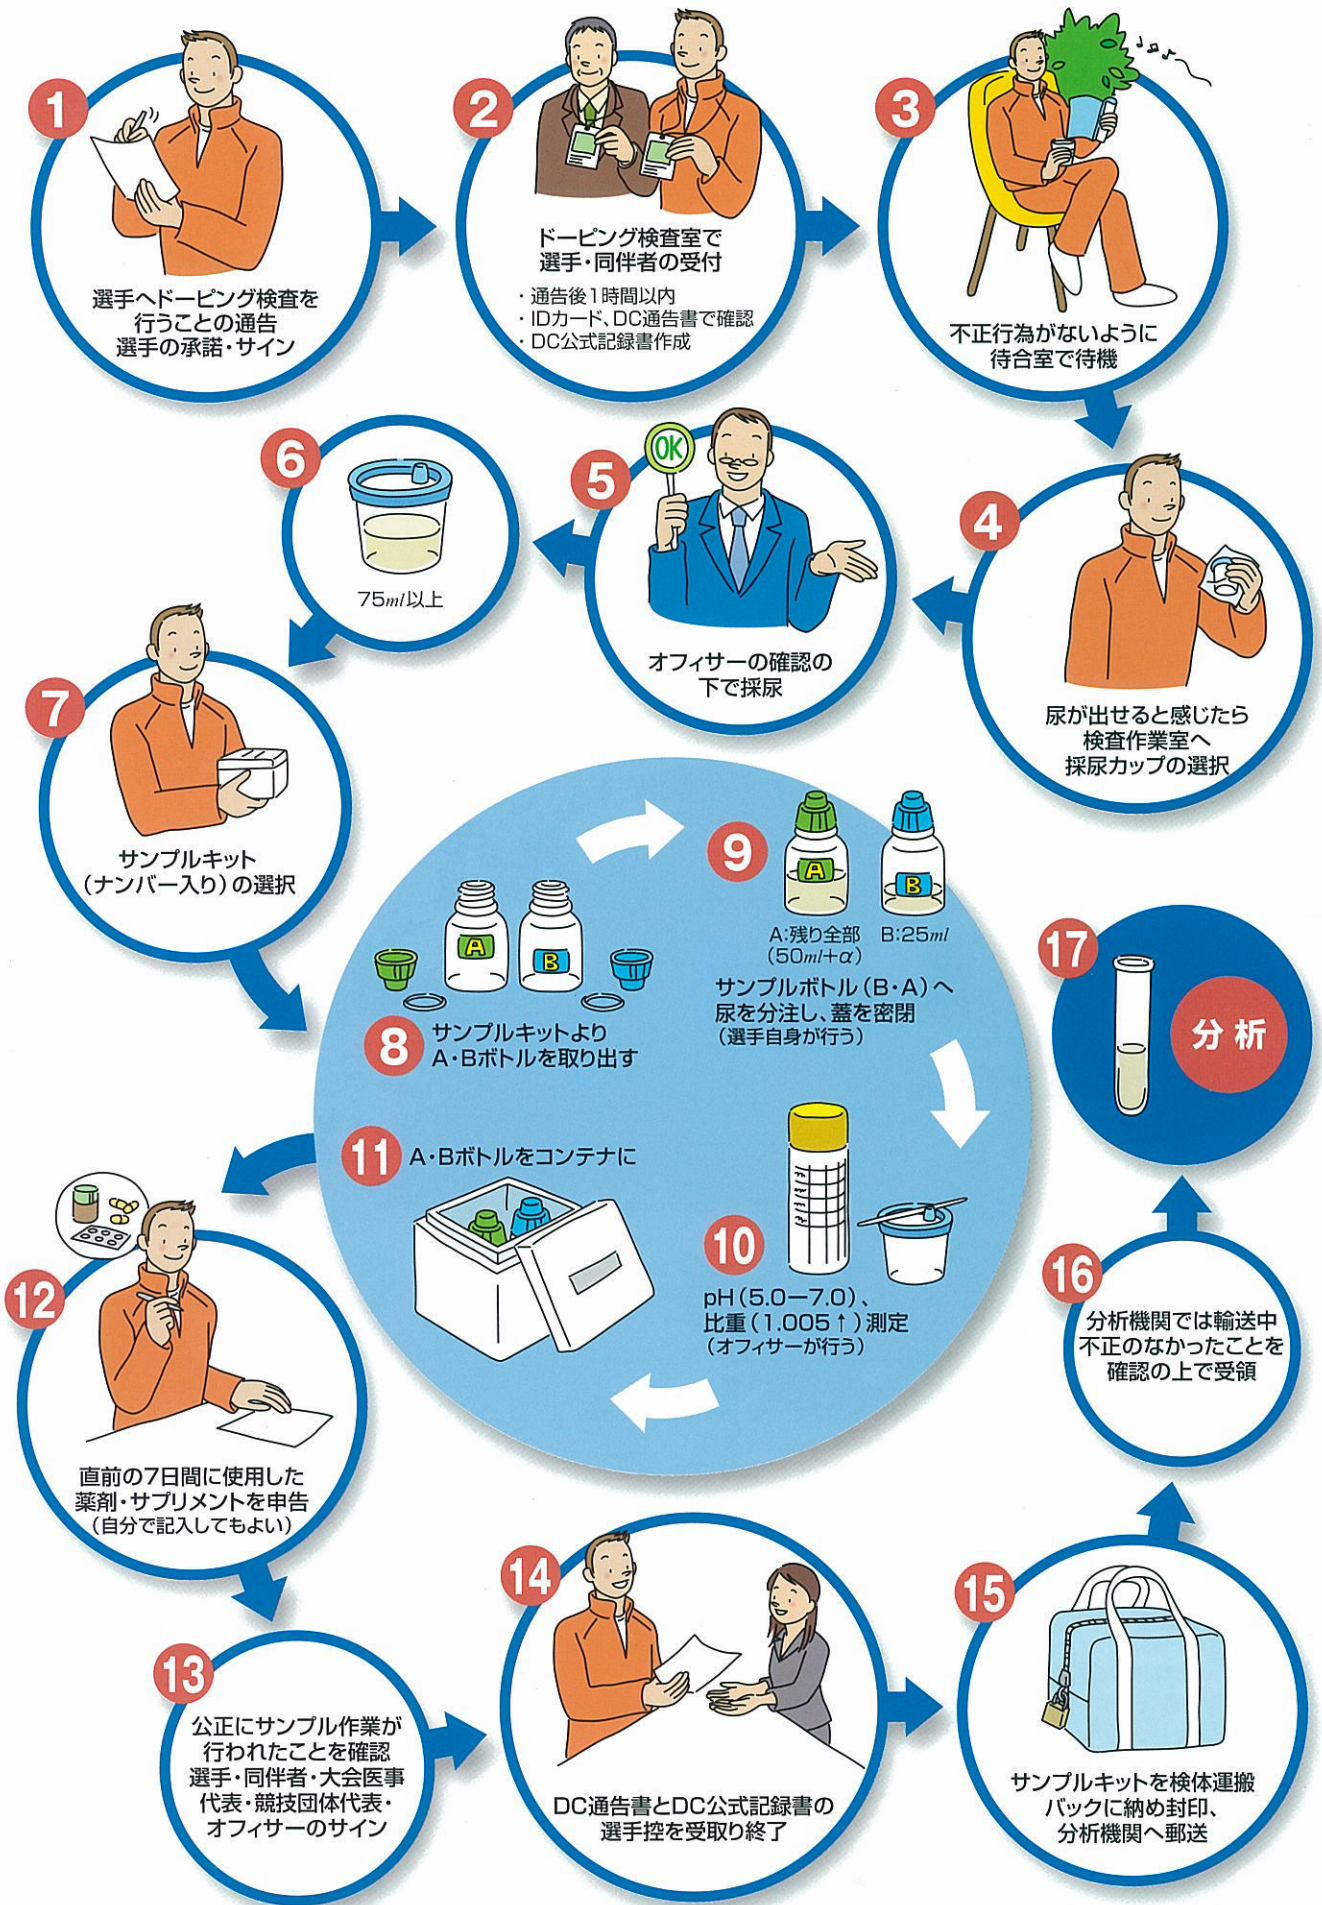 1
選手へドーピング検査を
行うことの通告
選手の承諾・サイン
2
ドーピング検査室で
選手・同伴者の受付
・通告後1時間以内
・IDカード、DC通告書で確認
・DC公式記録書作成
3
不正行為がないように
待合室で待機
4
尿が出せると感じたら
検査作業室へ
採尿カップの選択
5
OK
オフィサーの確認の
下で採尿
6
75ml以上
7
サンプルキット
（ナンバー入り）の選択
8
A
B
サンプルキットより
A・Bボトルを取り出す
9
A
B
A:残り全部
(50ml+α)
B:25ml
サンプルボトル（B・A）へ
尿を分注し、蓋を密閉
（選手自身が行う）
10
pH（5.0－7.0）、
比重（1.005↑）測定
（オフィサーが行う）
11
A・Bボトルをコンテナに
12
直前の7日間に使用した
薬剤・サプリメントを申告
（自分で記入してもよい）
13
公正にサンプル作業が
行われたことを確認
選手・同伴者・大会医事
代表・競技団体代表・
オフィサーのサイン
14
DC通告書とDC公式記録書の
選手控を受取り終了
15
サンプルキットを検体運搬
バックに納め封印、
分析機関へ郵送
16
分析機関では輸送中
不正のなかったことを
確認の上で受領
17
分析